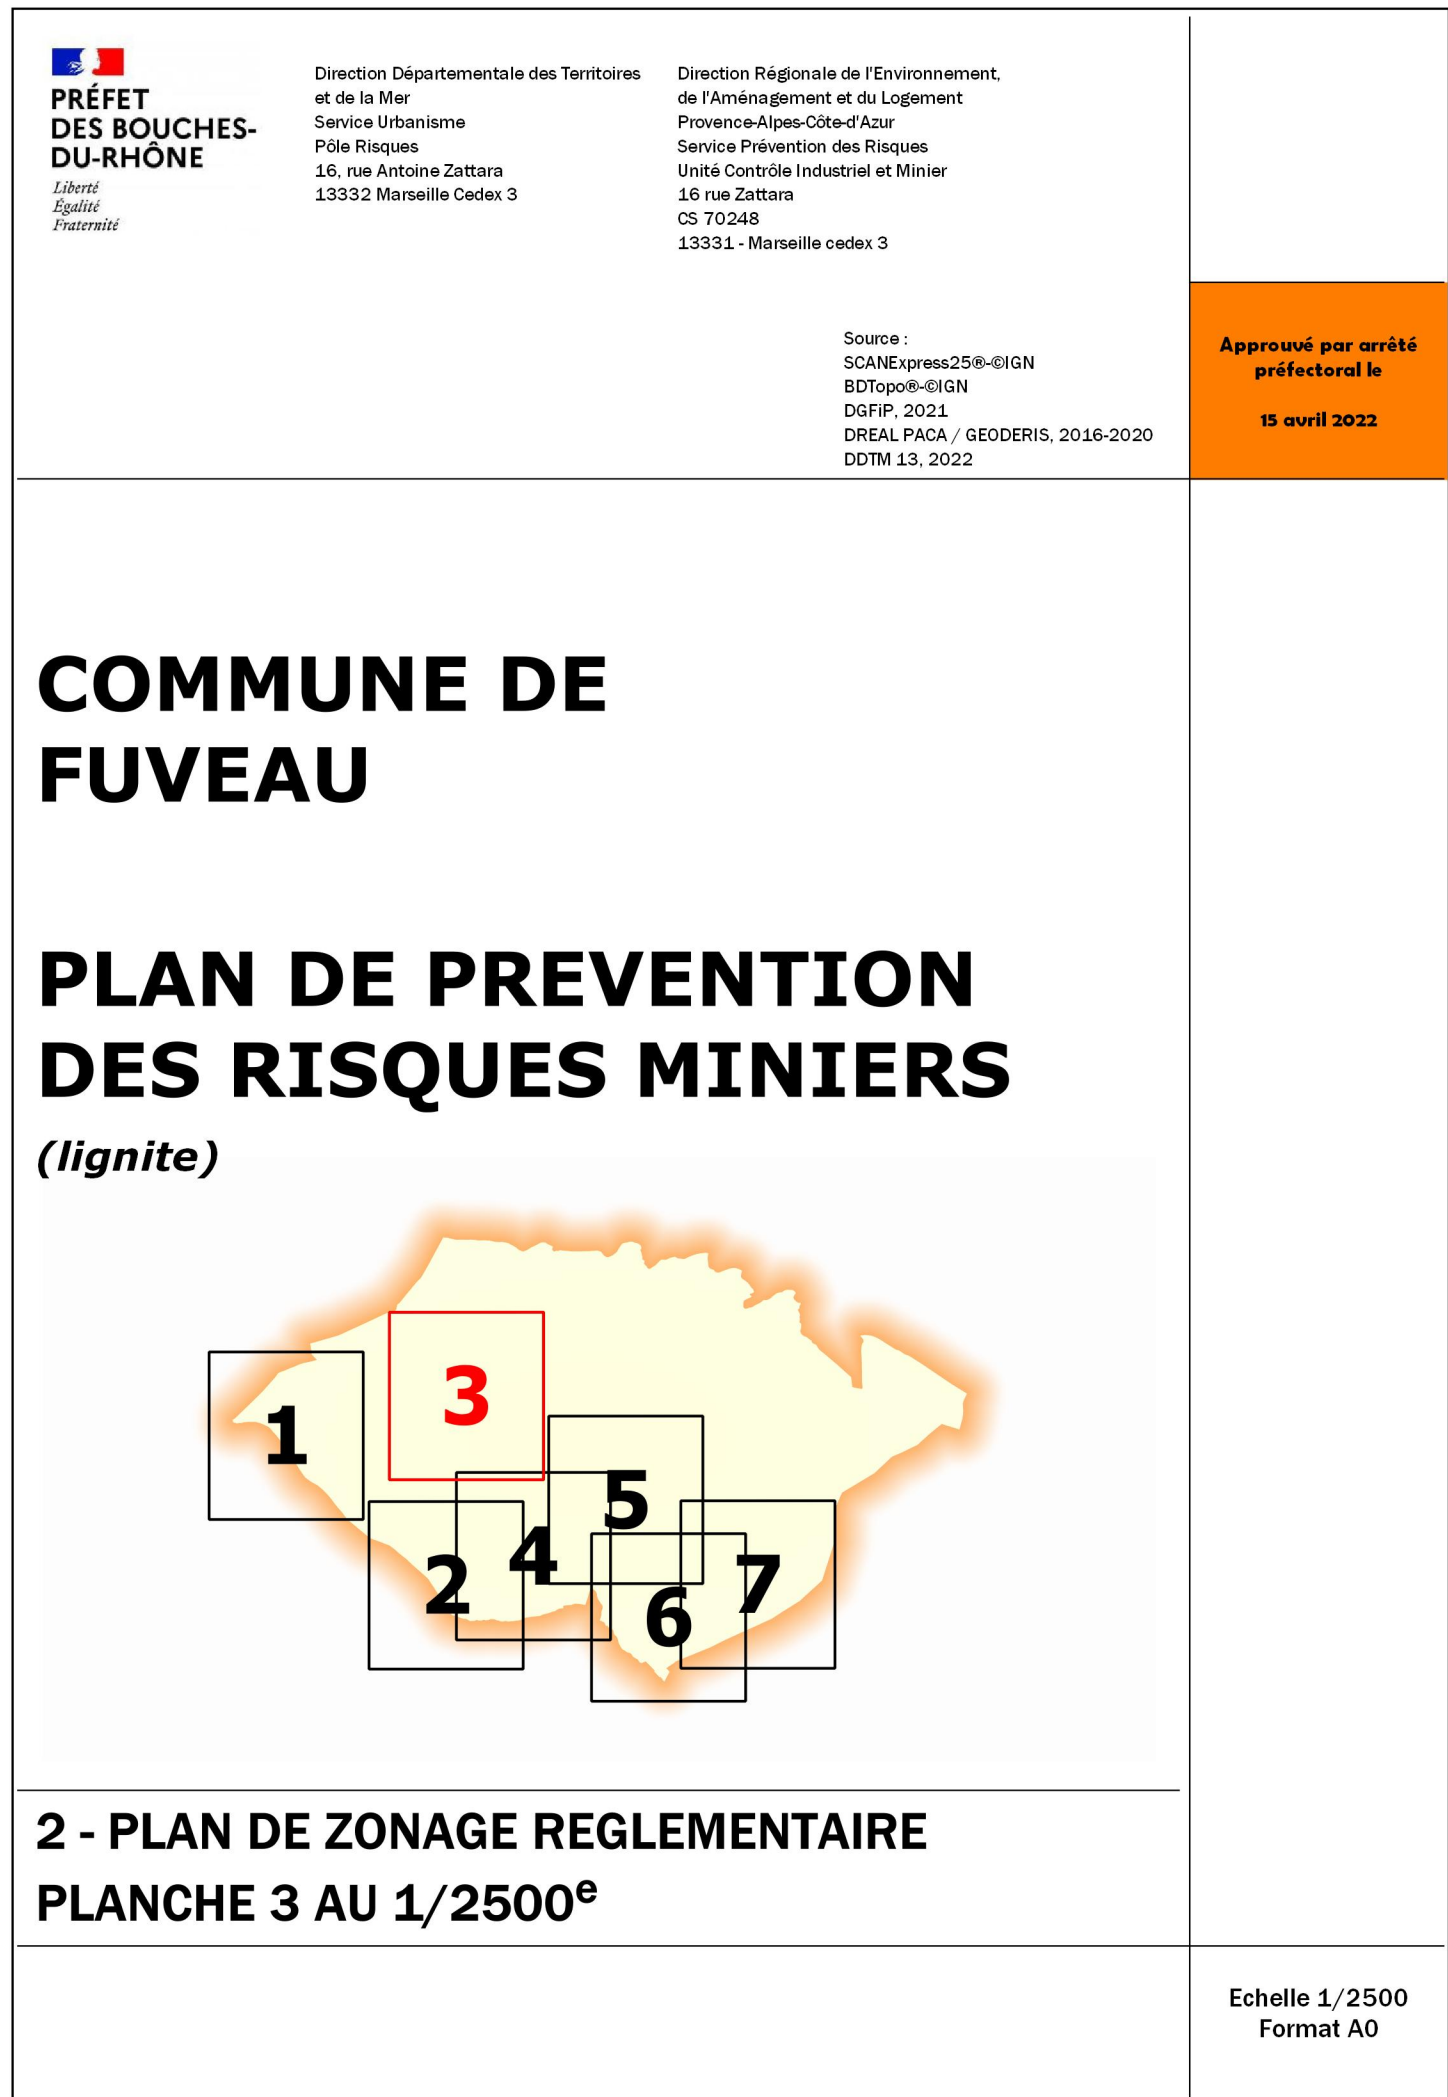 PRÉFET
DES BOUCHES-
DU-RHÔNE
Liberté
Égalité
Fraternité
Direction Départementale des Territoires
et de la Mer
Service Urbanisme
Pôle Risques
16, rue Antoine Zattara
13332 Marseille Cedex 3
Direction Régionale de l'Environnement,
de l'Aménagement et du Logement
Provence-Alpes-Côte-d'Azur
Service Prévention des Risques
Unité Contrôle Industriel et Minier
16 rue Zattara
CS 70248
13331 - Marseille cedex 3
Source :
SCANExpress25®-©IGN
BDTopo®-©IGN
DGFiP, 2021
DREAL PACA / GEODERIS, 2016-2020
DDTM 13, 2022
Approuvé par arrêté
préfectoral le
15 avril 2022
COMMUNE DE
FUVEAU
PLAN DE PREVENTION
DES RISQUES MINIERS
(lignite)
3
1
5
4
2
7
6
2 - PLAN DE ZONAGE REGLEMENTAIRE
PLANCHE 3 AU 1/2500e
Echelle 1/2500
Format A0